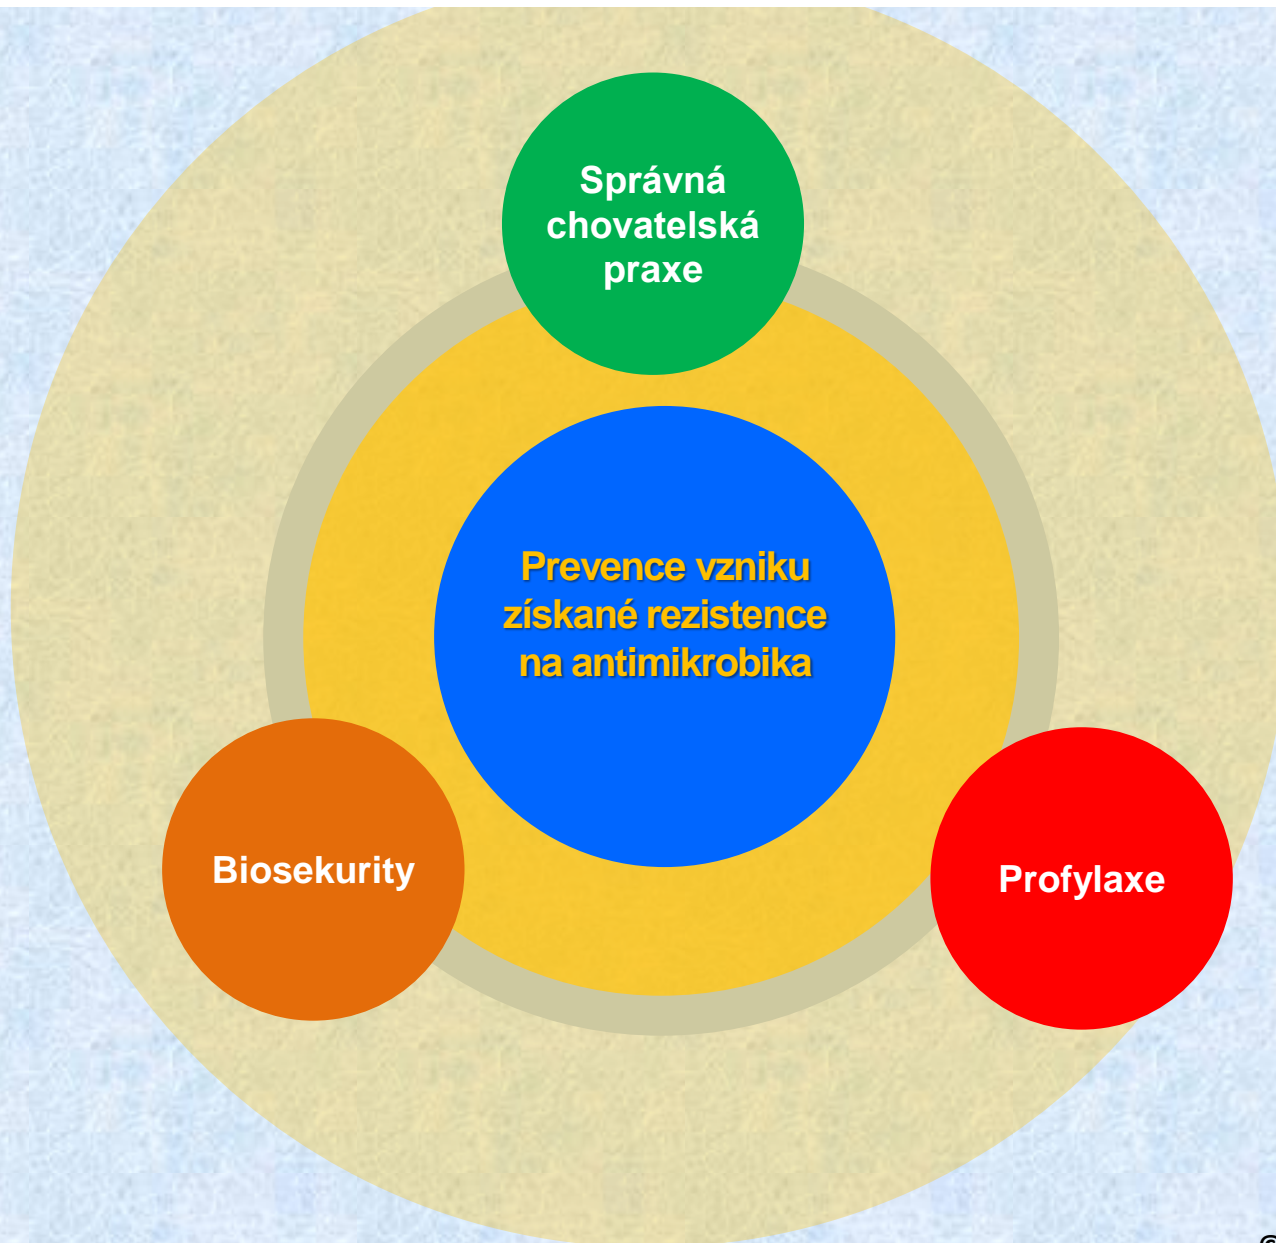 Správná
chovatelská
praxe
Prevence vzniku
získané rezistence
na antimikrobika
Biosekurity
Profylaxe